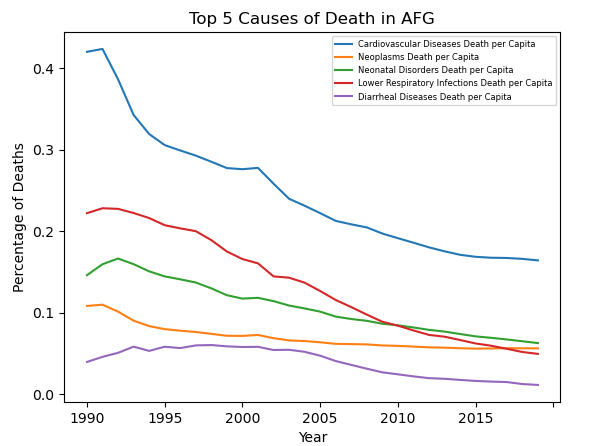 Top 5 Causes of Death in AFG
Cardiovascular Diseases Death per Capita
Neoplasms Death per Capita
Neonatal Disorders Death per Capita
Lower Respiratory Infections Death per Capita
Diarrheal Diseases Death per Capita
Percentage of Deaths
0.4
0.3
0.2
0.1
0.0
1990 1995 2000 2005 2010 2015
Year